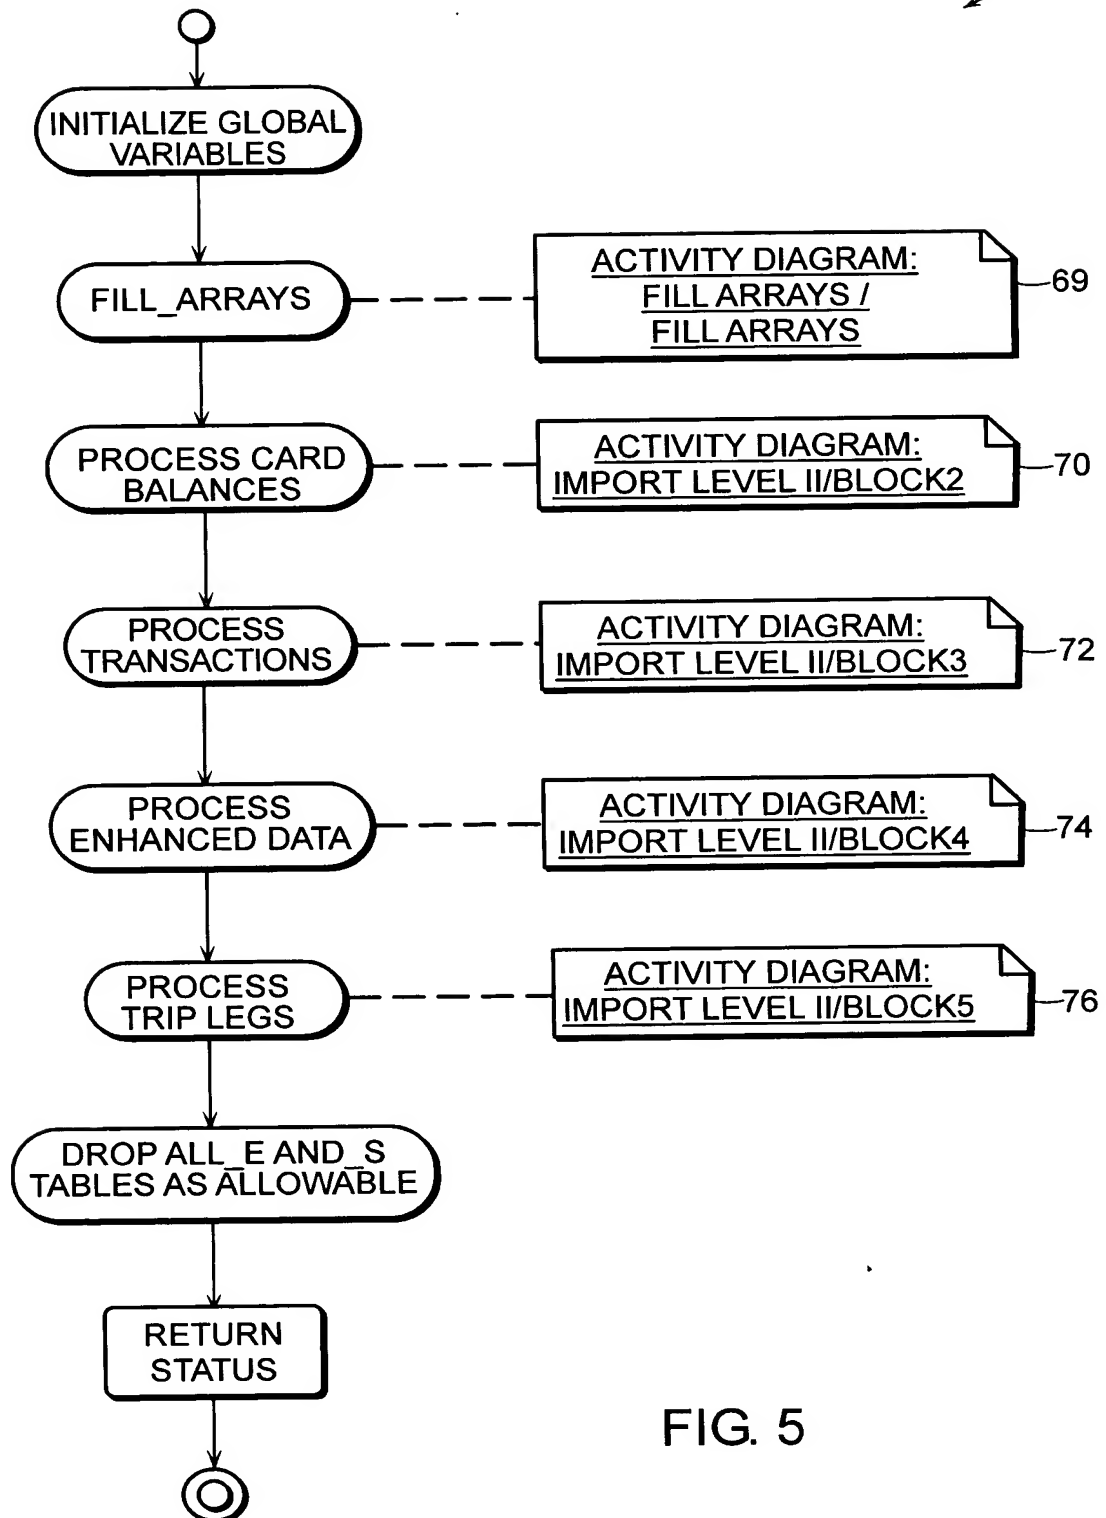 INITIALIZE GLOBAL
VARIABLES
FILL_ARRAYS
ACTIVITY DIAGRAM:
FILL ARRAYS /
FILL ARRAYS
69
PROCESS CARD
BALANCES
ACTIVITY DIAGRAM:
IMPORT LEVEL II/BLOCK2
70
PROCESS
TRANSACTIONS
ACTIVITY DIAGRAM:
IMPORT LEVEL II/BLOCK3
72
PROCESS
ENHANCED DATA
ACTIVITY DIAGRAM:
IMPORT LEVEL II/BLOCK4
74
PROCESS
TRIP LEGS
ACTIVITY DIAGRAM:
IMPORT LEVEL II/BLOCK5
76
DROP ALL_E AND_S
TABLES AS ALLOWABLE
RETURN
STATUS
FIG. 5